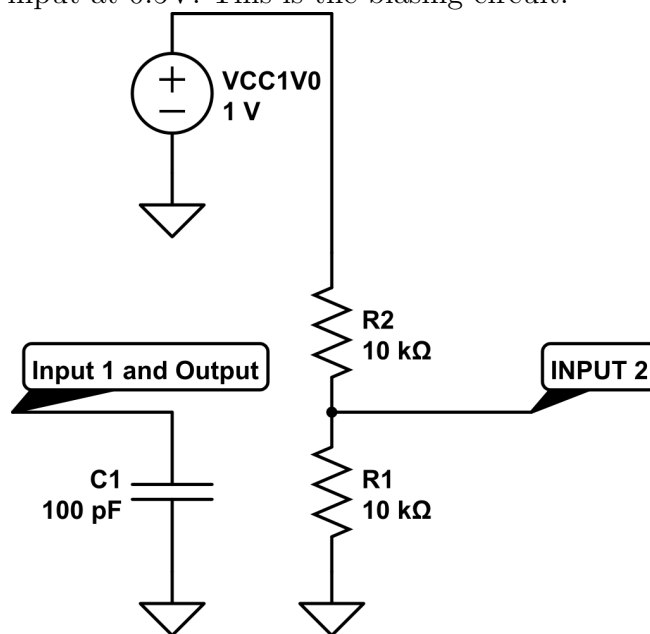 input at 0.5V. This is the biasing circuit:
VCC1V0
1 V
R2
10 kΩ
Input 1 and Output
INPUT 2
C1
100 pF
R1
10 kΩ